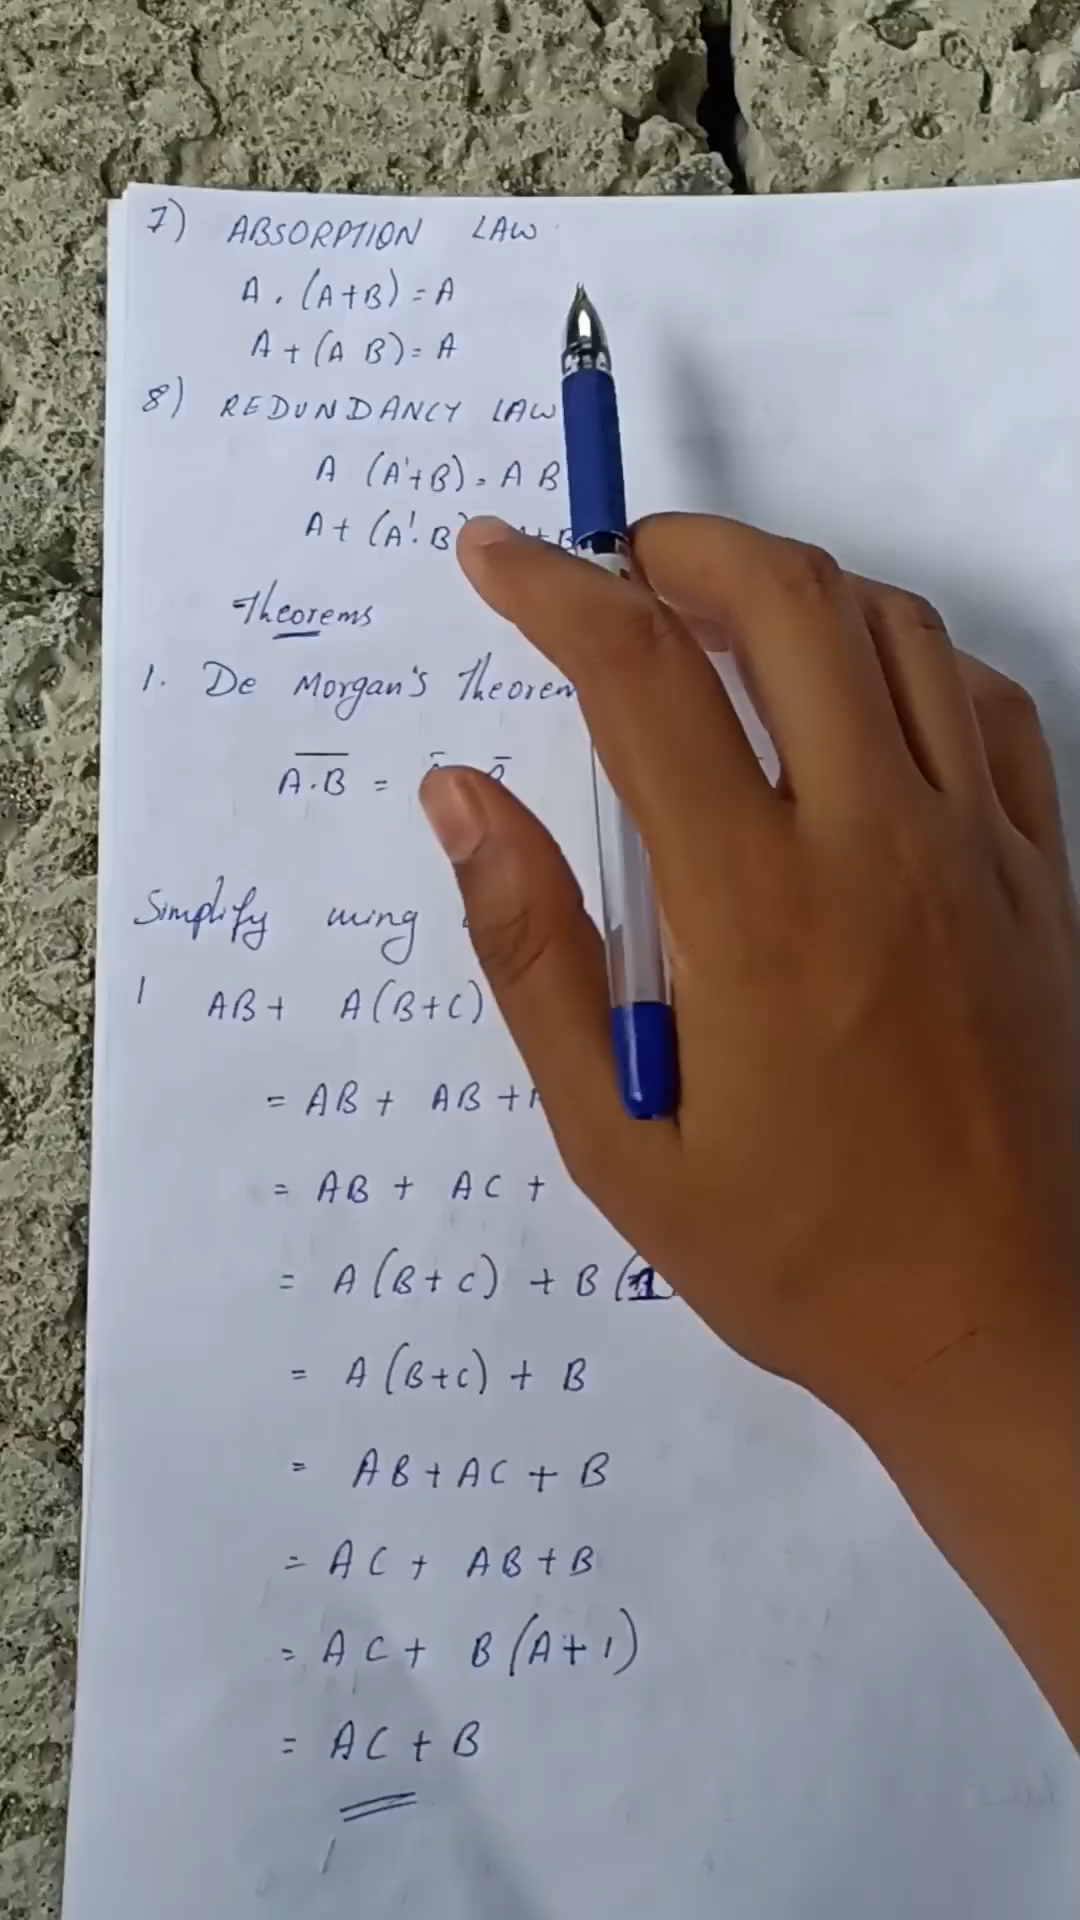 7) ABSORPTION LAW
A . (A+B) = A
A + (A B) = A
8) REDUNDANCY LAW
A (A'+B) = A B
A + (A'. B) A+B
Theorems
1. De Morgan's Theorem
A̅.̅B̅ =
Simplify using
1 AB + A(B+C)
= AB + AB +
= AB + AC +
= A(B+C) + B(
= A(B+C) + B
= AB+AC + B
= AC + AB+B
= AC + B(A+1)
= AC + B